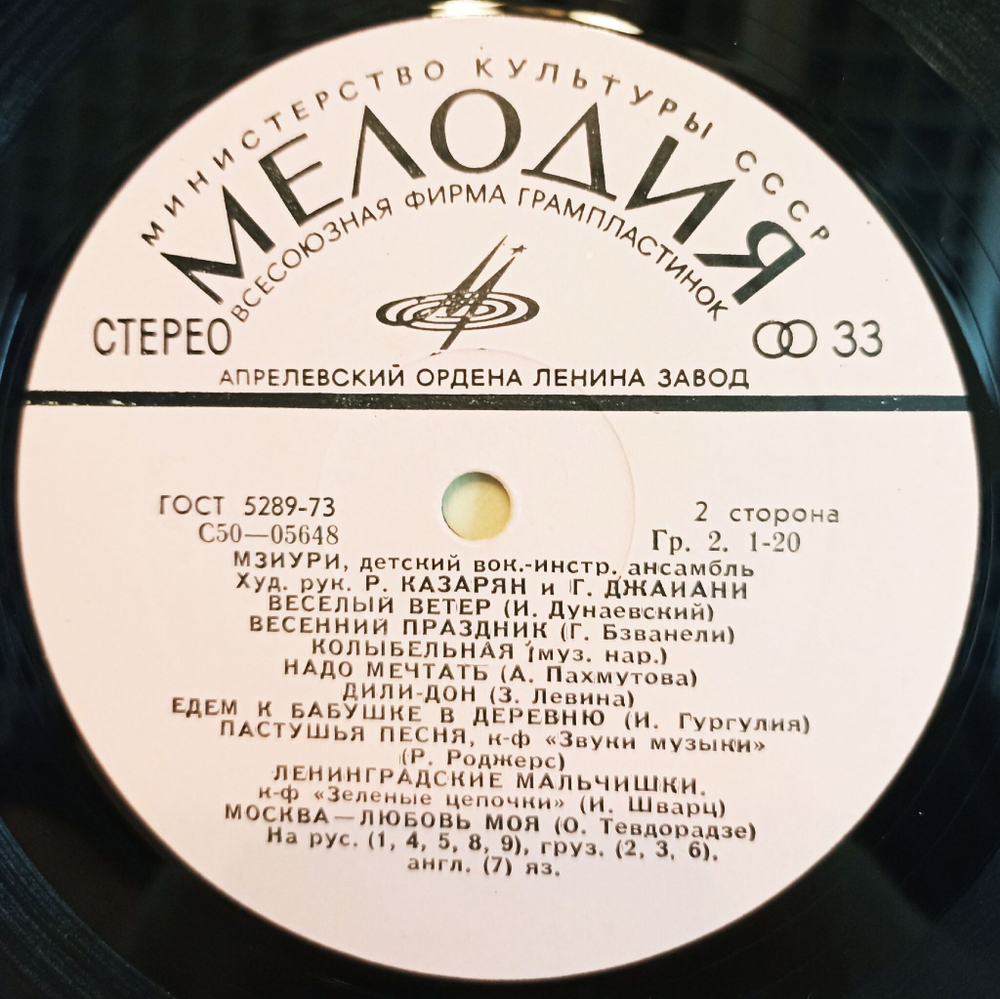 МИНИСТЕРСТВО КУЛЬТУРЫ СССР
МЕЛОДИЯ
ВСЕСОЮЗНАЯ ФИРМА ГРАМПЛАСТИНОК
СТЕРЕО
33
АПРЕЛЕВСКИЙ ОРДЕНА ЛЕНИНА ЗАВОД
ГОСТ 5289-73
2 сторона
С50—05648
Гр. 2. 1-20
МЗИУРИ, детский вок.-инстр. ансамбль
Худ. рук. Р. КАЗАРЯН и Г. ДЖАИАНИ
ВЕСЕЛЫЙ ВЕТЕР (И. Дунаевский)
ВЕСЕННИЙ ПРАЗДНИК (Г. Бзванели)
КОЛЫБЕЛЬНАЯ (муз. нар.)
НАДО МЕЧТАТЬ (А. Пахмутова)
ДИЛИ-ДОН (З. Левина)
ЕДЕМ К БАБУШКЕ В ДЕРЕВНЮ (И. Гургулия)
ПАСТУШЬЯ ПЕСНЯ, к-ф «Звуки музыки»
(Р. Роджерс)
ЛЕНИНГРАДСКИЕ МАЛЬЧИШКИ.
к-ф «Зеленые цепочки» (И. Шварц)
МОСКВА—ЛЮБОВЬ МОЯ (О. Тевдорадзе)
На рус. (1, 4, 5, 8, 9), груз. (2, 3, 6),
англ. (7) яз.